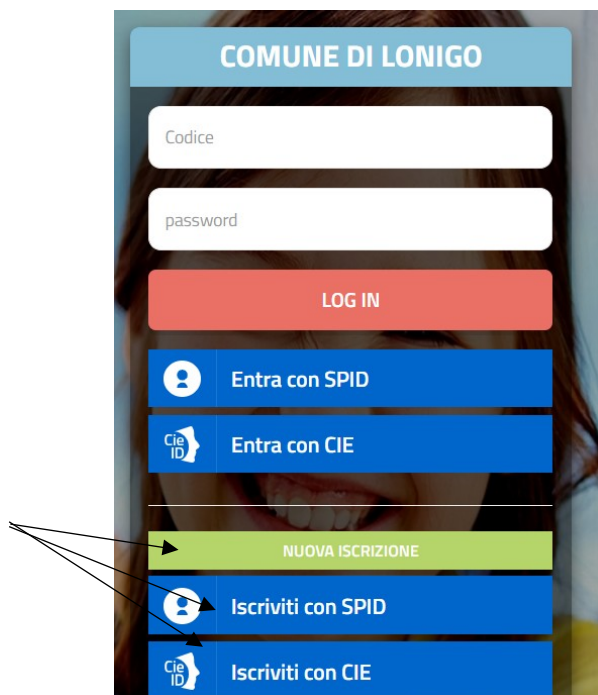 COMUNE DI LONIGO
Codice
password
LOG IN
Entra con SPID
Cie ID
Entra con CIE
NUOVA ISCRIZIONE
Iscriviti con SPID
Cie ID
Iscriviti con CIE